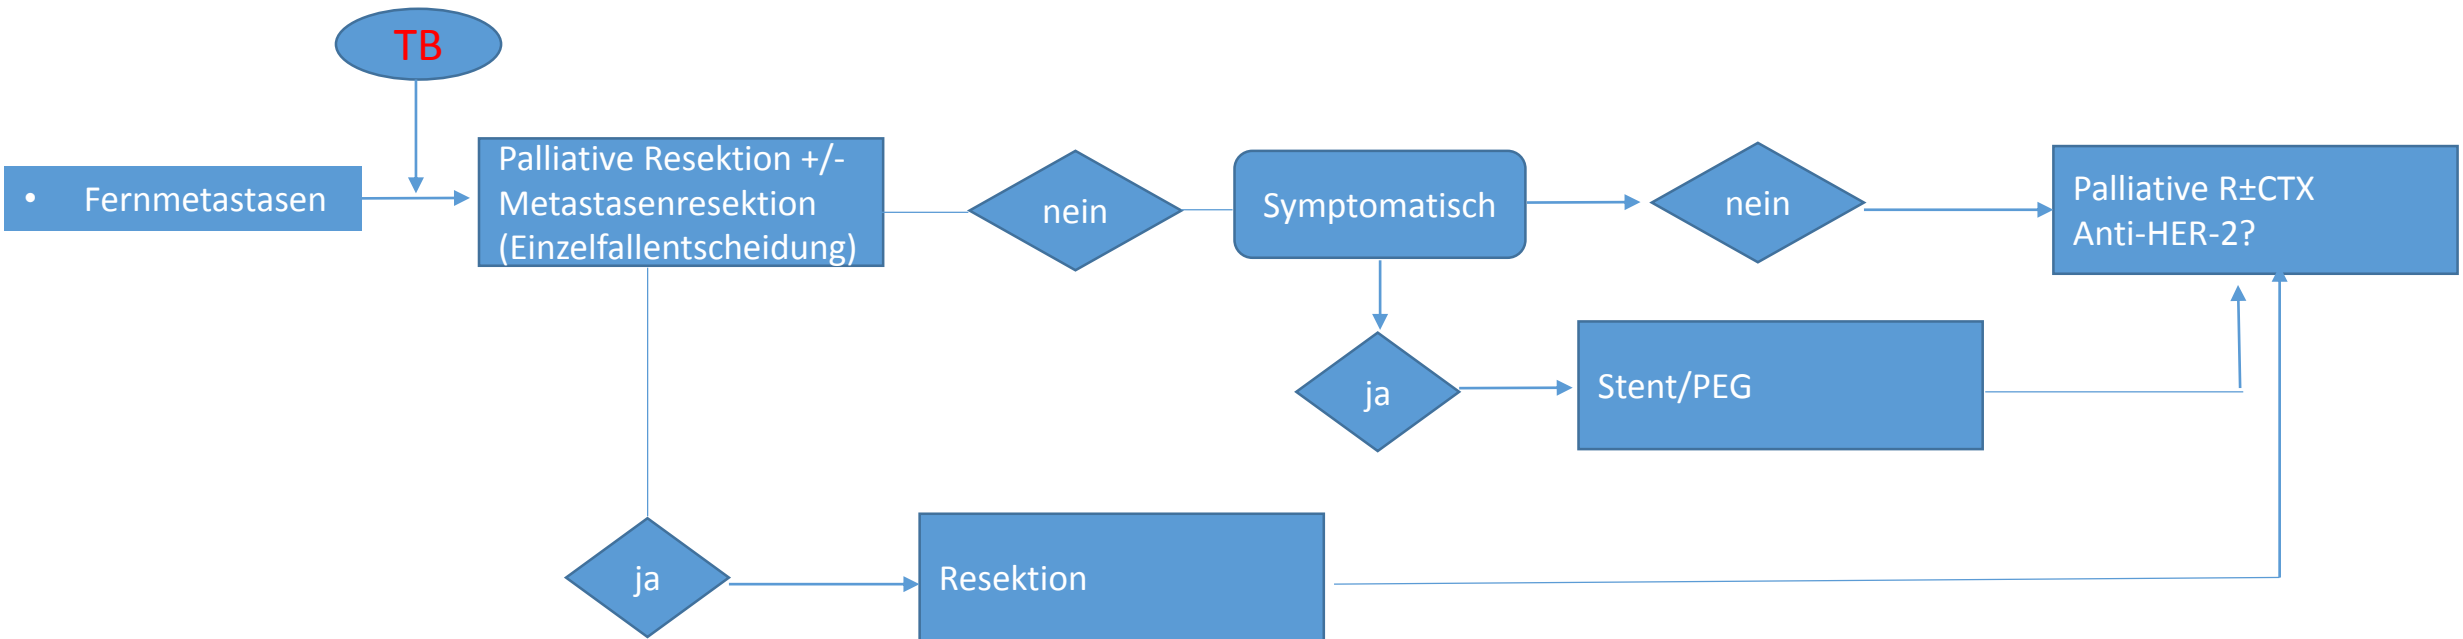 TB
• Fernmetastasen
Palliative Resektion +/-
Metastasenresektion
(Einzelfallentscheidung)
nein
Symptomatisch
nein
Palliative R±CTX
Anti-HER-2?
ja
Stent/PEG
ja
Resektion